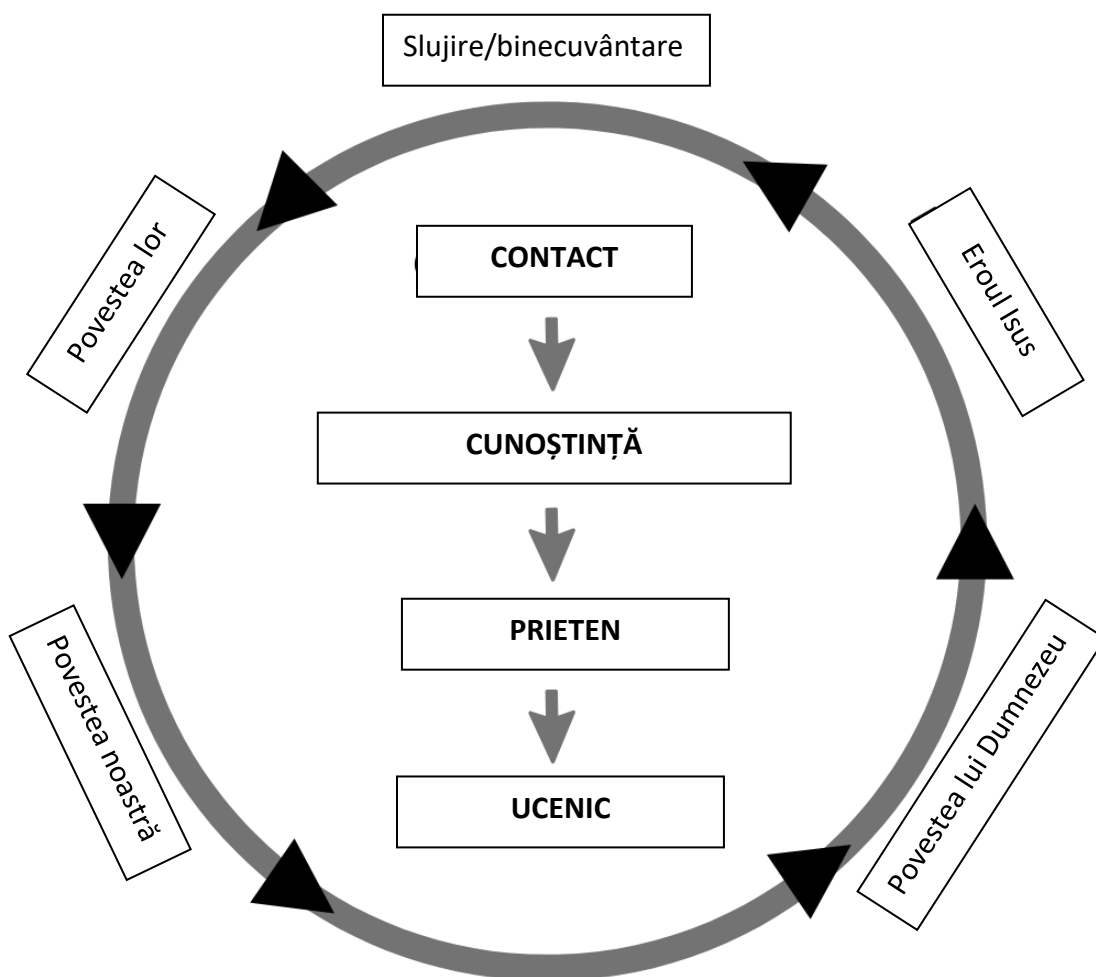 Slujire/binecuvântare
Povestea lor
CONTACT
Eroul Isus
CUNOȘTINȚĂ
PRIETEN
Povestea noastră
Povestea lui Dumnezeu
UCENIC